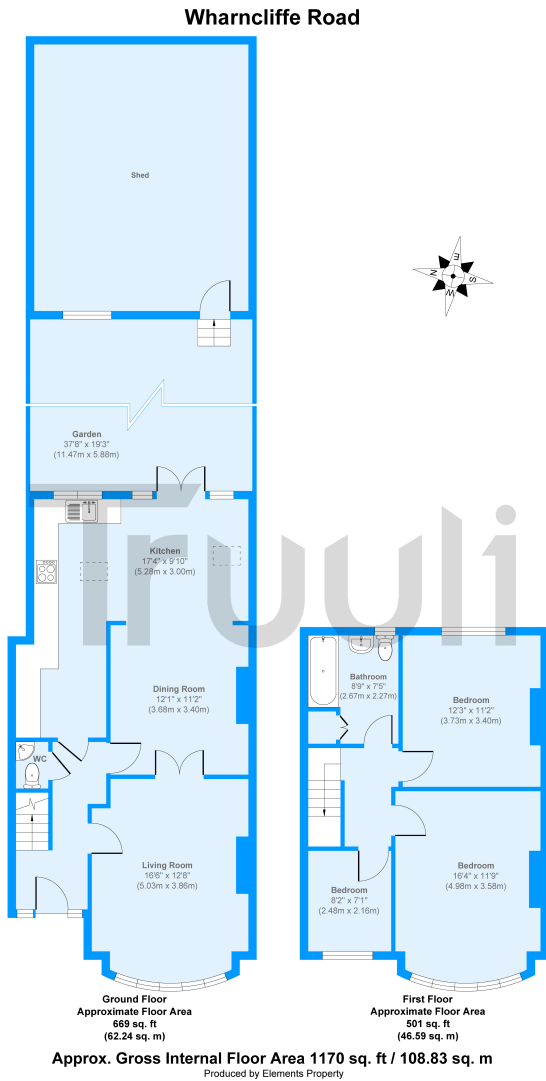 Wharncliffe Road
Shed
E
N
S
W
Garden
37'8" x 19'3"
(11.47m x 5.88m)
Truuli
Kitchen
17'4" x 9'10"
(5.28m x 3.00m)
Dining Room
12'1" x 11'2"
(3.68m x 3.40m)
WC
Living Room
16'6" x 12'8"
(5.03m x 3.86m)
Bathroom
8'9" x 7'5"
(2.67m x 2.27m)
Bedroom
12'3" x 11'2"
(3.73m x 3.40m)
Bedroom
16'4" x 11'9"
(4.98m x 3.58m)
Bedroom
8'2" x 7'1"
(2.48m x 2.16m)
Ground Floor
Approximate Floor Area
669 sq. ft
(62.24 sq. m)
First Floor
Approximate Floor Area
501 sq. ft
(46.59 sq. m)
Approx. Gross Internal Floor Area 1170 sq. ft / 108.83 sq. m
Produced by Elements Property